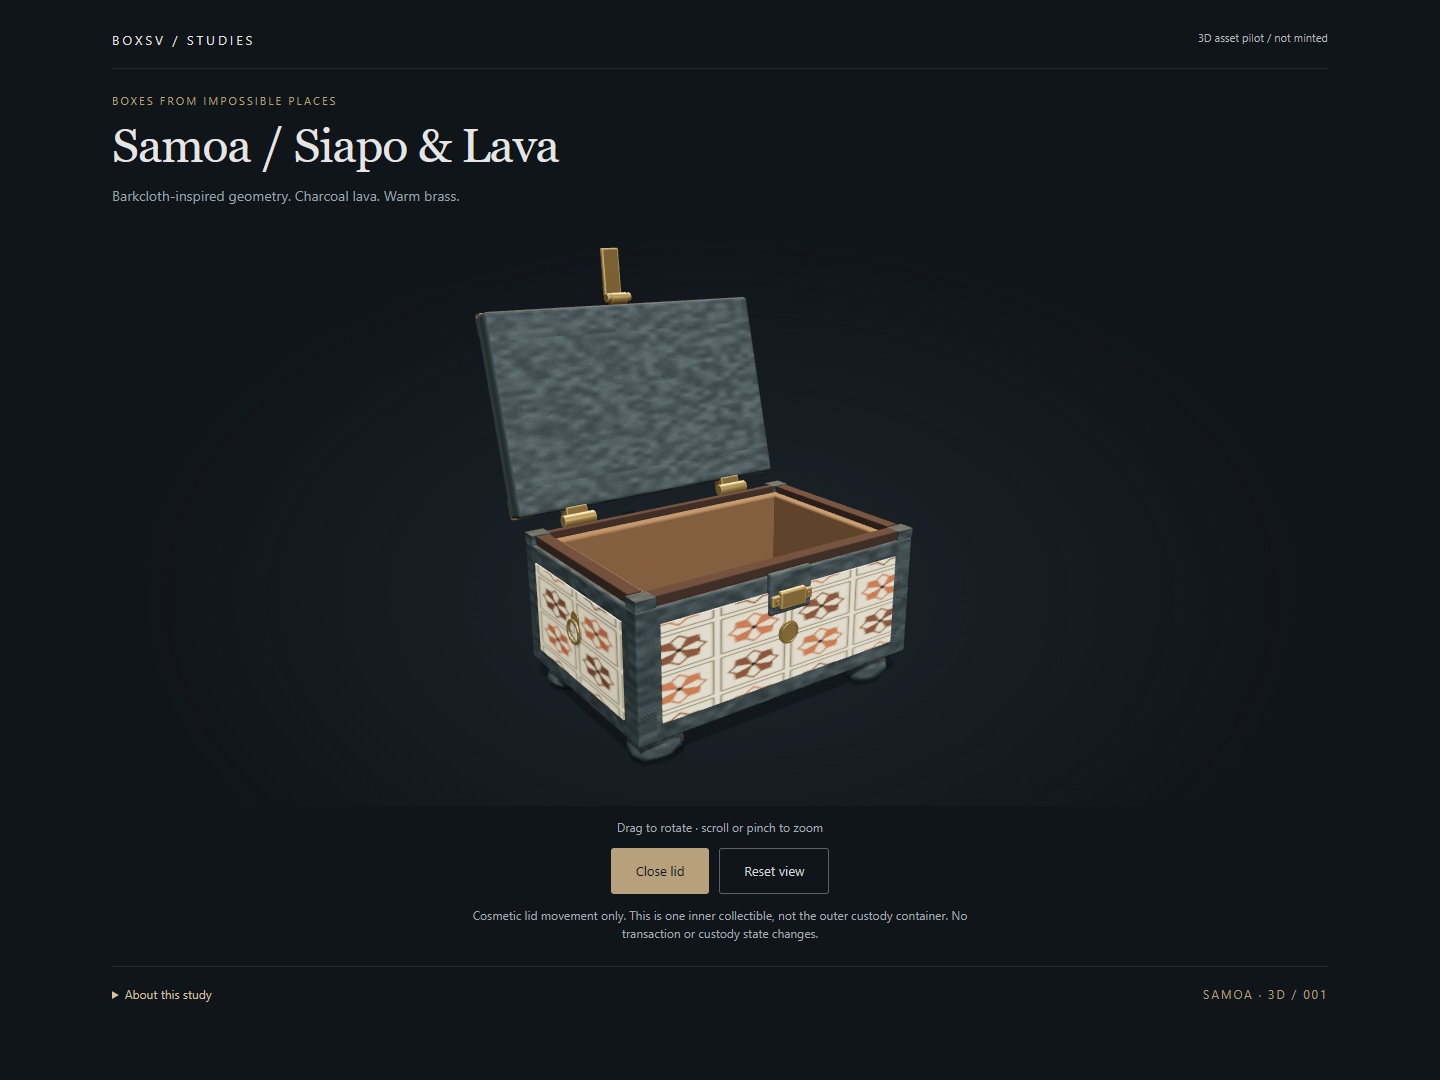 BOXSV / STUDIES
3D asset pilot / not minted
BOXES FROM IMPOSSIBLE PLACES
Samoa / Siapo & Lava
Barkcloth-inspired geometry. Charcoal lava. Warm brass.
Drag to rotate · scroll or pinch to zoom
Close lid
Reset view
Cosmetic lid movement only. This is one inner collectible, not the outer custody container. No
transaction or custody state changes.
About this study
SAMOA · 3D / 001